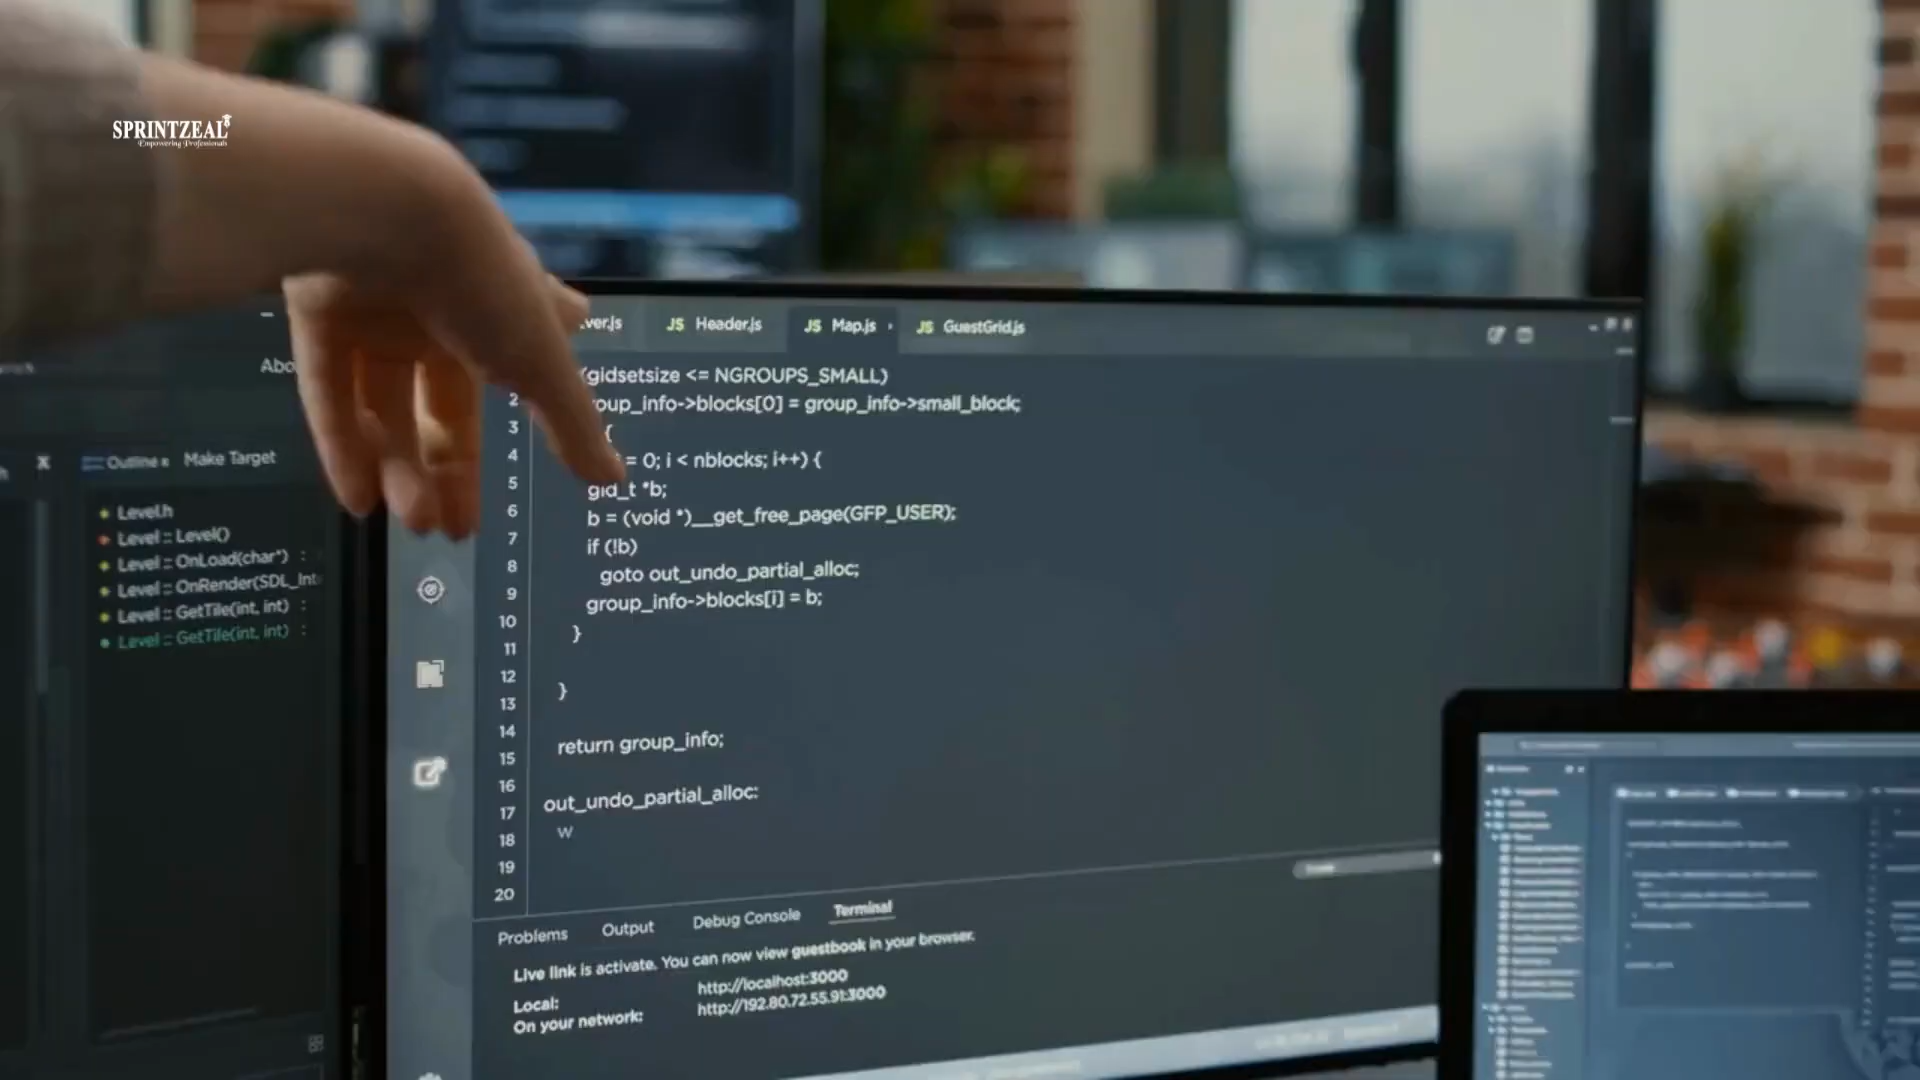 SPRINTZEAL
Empowering Professionals
ver.js
JS Header.js
JS Map.js
JS GuestGrid.js
Abo
Outline x
Make Target
Level.h
Level :: Level()
Level :: OnLoad(char*) :
Level :: OnRender(SDL_Int
Level :: GetTile(int, int) :
Level :: GetTile(int, int) :
(gidsetsize <= NGROUPS_SMALL)
2 roup_info->blocks[0] = group_info->small_block;
3 {
4 = 0; i < nblocks; i++) {
5 gid_t *b;
6 b = (void *)__get_free_page(GFP_USER);
7 if (!b)
8 goto out_undo_partial_alloc;
9 group_info->blocks[i] = b;
10 }
11
12 }
13
14 return group_info;
15
16 out_undo_partial_alloc:
17
18 w
19
20
Problems
Output
Debug Console
Terminal
Live link is activate. You can now view guestbook in your browser.
Local: http://localhost:3000
On your network: http://192.80.72.55.91:3000